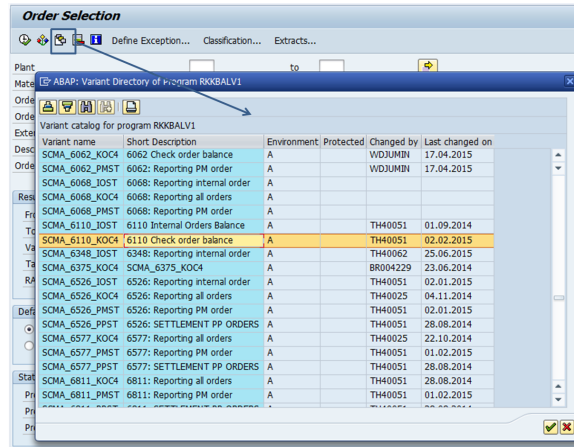 Order Selection
Define Exception... Classification... Extracts...
Plant to
Mate
Orde
Orde
Exter
Desc
Orde
Resu
Fro
To
Va
Ta
RA
Defa
Stat
Pr
Pr
Pr
ABAP: Variant Directory of Program RKKBALV1
Variant catalog for program RKKBALV1
Variant name Short Description Environment Protected Changed by Last changed on
SCMA_6062_KOC4 6062 Check order balance A WDJUMIN 17.04.2015
SCMA_6062_PMST 6062: Reporting PM order A WDJUMIN 17.04.2015
SCMA_6068_IOST 6068: Reporting internal order A
SCMA_6068_KOC4 6068: Reporting all orders A
SCMA_6068_PMST 6068: Reporting PM order A
SCMA_6110_IOST 6110 Internal Orders Balance A TH40051 01.09.2014
SCMA_6110_KOC4 6110 Check order balance A TH40051 02.02.2015
SCMA_6348_IOST 6348: Reporting internal order A TH40062 25.06.2015
SCMA_6375_KOC4 SCMA_6375_KOC4 A BR004229 23.06.2014
SCMA_6526_IOST 6526: Reporting internal order A TH40051 02.01.2015
SCMA_6526_KOC4 6526: Reporting all orders A TH40025 04.11.2014
SCMA_6526_PMST 6526: Reporting PM order A TH40051 02.01.2015
SCMA_6526_PPST 6526: SETTLEMENT PP ORDERS A TH40051 28.08.2014
SCMA_6577_KOC4 6577: Reporting all orders A TH40025 22.10.2014
SCMA_6577_PMST 6577: Reporting PM order A TH40051 01.02.2015
SCMA_6577_PPST 6577: SETTLEMENT PP ORDERS A TH40051 28.08.2014
SCMA_6811_KOC4 6811: Reporting all orders A TH40051 28.08.2014
SCMA_6811_PMST 6811: Reporting PM order A TH40051 01.02.2015